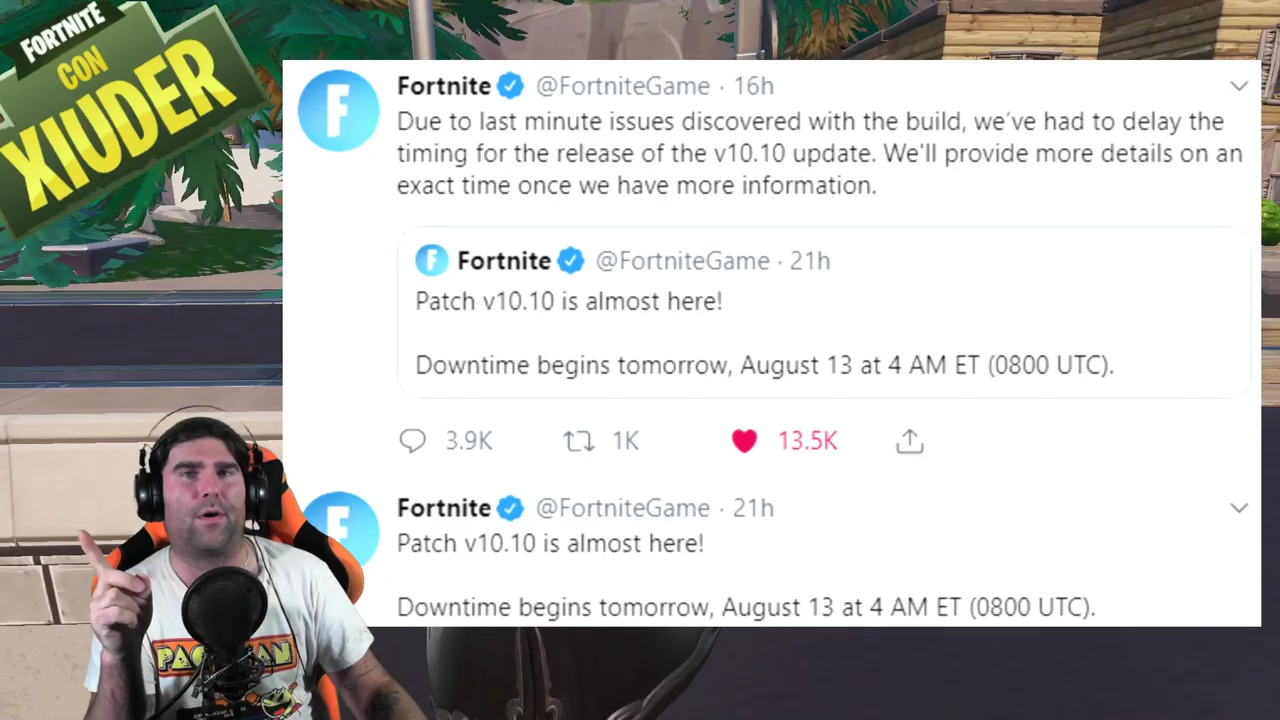 FORTNITE
CON
XIUDER
Fortnite @FortniteGame · 16h
Due to last minute issues discovered with the build, we've had to delay the
timing for the release of the v10.10 update. We'll provide more details on an
exact time once we have more information.
Fortnite @FortniteGame · 21h
Patch v10.10 is almost here!
Downtime begins tomorrow, August 13 at 4 AM ET (0800 UTC).
3.9K 1K 13.5K
Fortnite @FortniteGame · 21h
Patch v10.10 is almost here!
Downtime begins tomorrow, August 13 at 4 AM ET (0800 UTC).